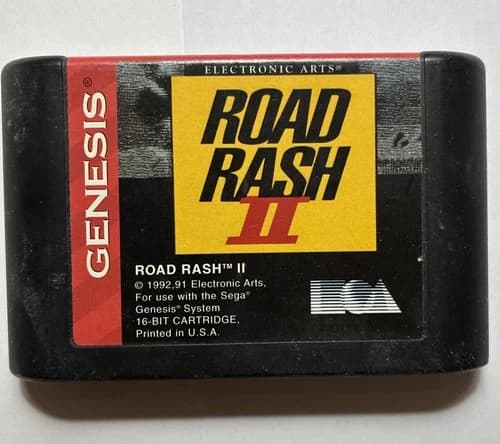 GENESIS®
ELECTRONIC ARTS®
ROAD
RASH
II
ROAD RASH™ II
© 1992,91 Electronic Arts,
For use with the Sega®
Genesis® System
16-BIT CARTRIDGE,
Printed in U.S.A.
EA